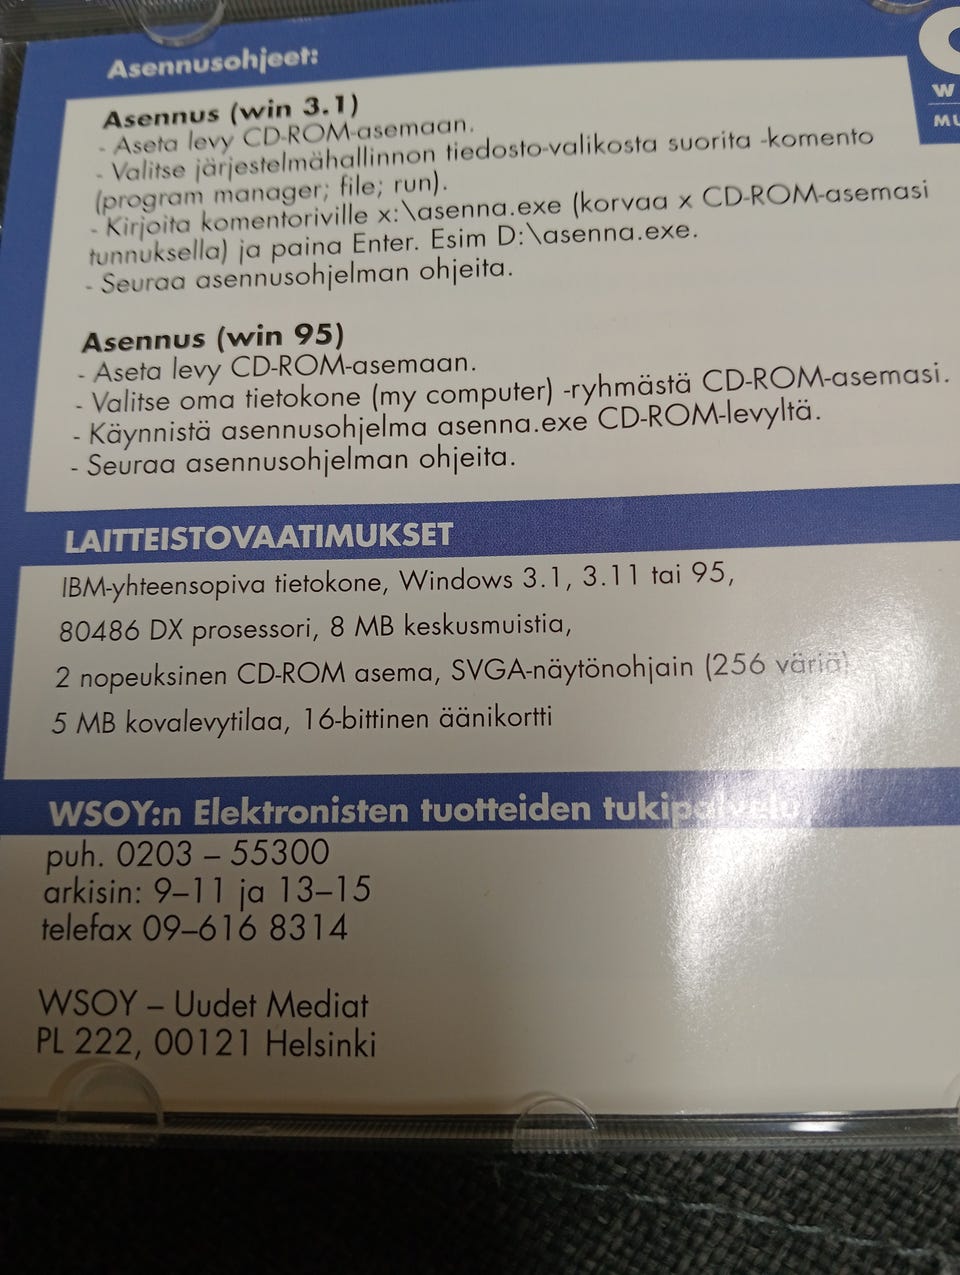 Asennusohjeet:
W
MU
Asennus (win 3.1)
- Aseta levy CD-ROM-asemaan.
- Valitse järjestelmähallinnon tiedosto-valikosta suorita -komento
(program manager; file; run).
- Kirjoita komentoriville x:\asenna.exe (korvaa x CD-ROM-asemasi
tunnuksella) ja paina Enter. Esim D:\asenna.exe.
- Seuraa asennusohjelman ohjeita.
Asennus (win 95)
- Aseta levy CD-ROM-asemaan.
- Valitse oma tietokone (my computer) -ryhmästä CD-ROM-asemasi.
- Käynnistä asennusohjelma asenna.exe CD-ROM-levyltä.
- Seuraa asennusohjelman ohjeita.
LAITTEISTOVAATIMUKSET
IBM-yhteensopiva tietokone, Windows 3.1, 3.11 tai 95,
80486 DX prosessori, 8 MB keskusmuistia,
2 nopeuksinen CD-ROM asema, SVGA-näytönohjain (256 väriä)
5 MB kovalevytilaa, 16-bittinen äänikortti
WSOY:n Elektronisten tuotteiden tukipalvelu
puh. 0203 – 55300
arkisin: 9–11 ja 13–15
telefax 09–616 8314
WSOY – Uudet Mediat
PL 222, 00121 Helsinki